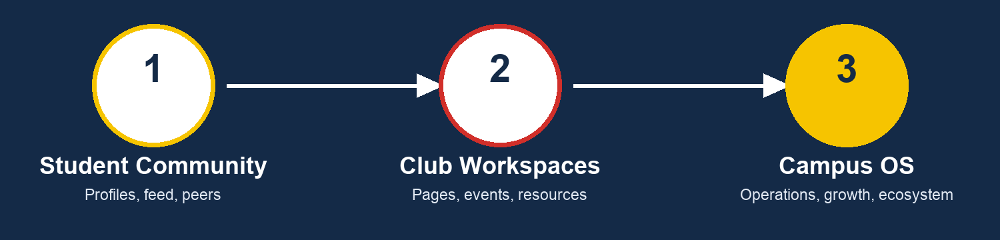 1
2
3
Student Community
Club Workspaces
Campus OS
Profiles, feed, peers
Pages, events, resources
Operations, growth, ecosystem